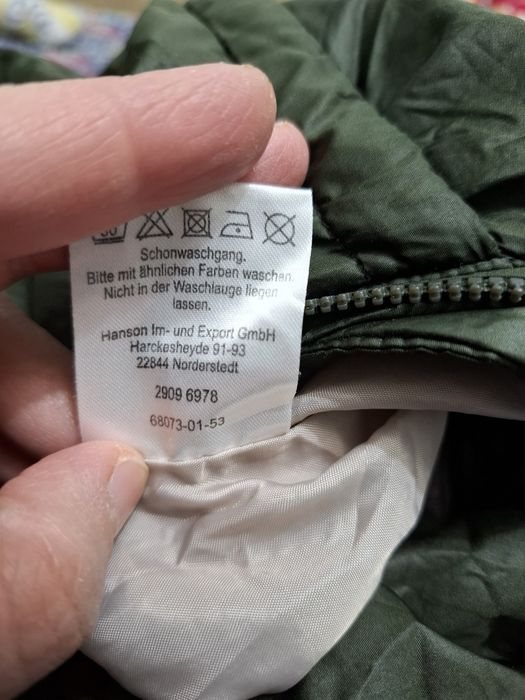 Schonwaschgang.
Bitte mit ähnlichen Farben waschen.
Nicht in der Waschlauge liegen
lassen.
Hanson Im- und Export GmbH
Harckesheyde 91-93
22844 Norderstedt
2909 6978
68073-01-53